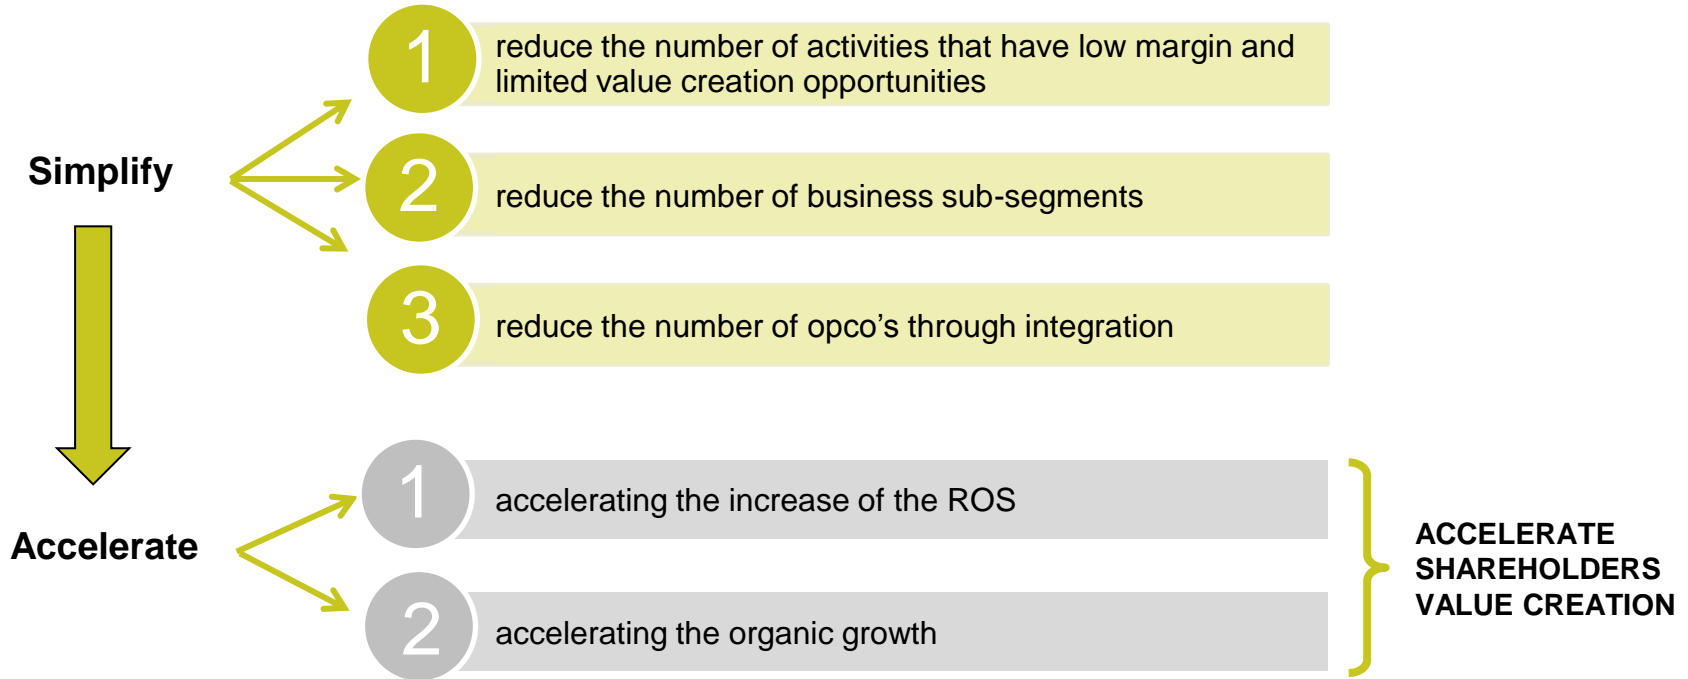 Simplify
1
reduce the number of activities that have low margin and
limited value creation opportunities
2
reduce the number of business sub-segments
3
reduce the number of opco’s through integration
Accelerate
1
accelerating the increase of the ROS
2
accelerating the organic growth
ACCELERATE
SHAREHOLDERS
VALUE CREATION